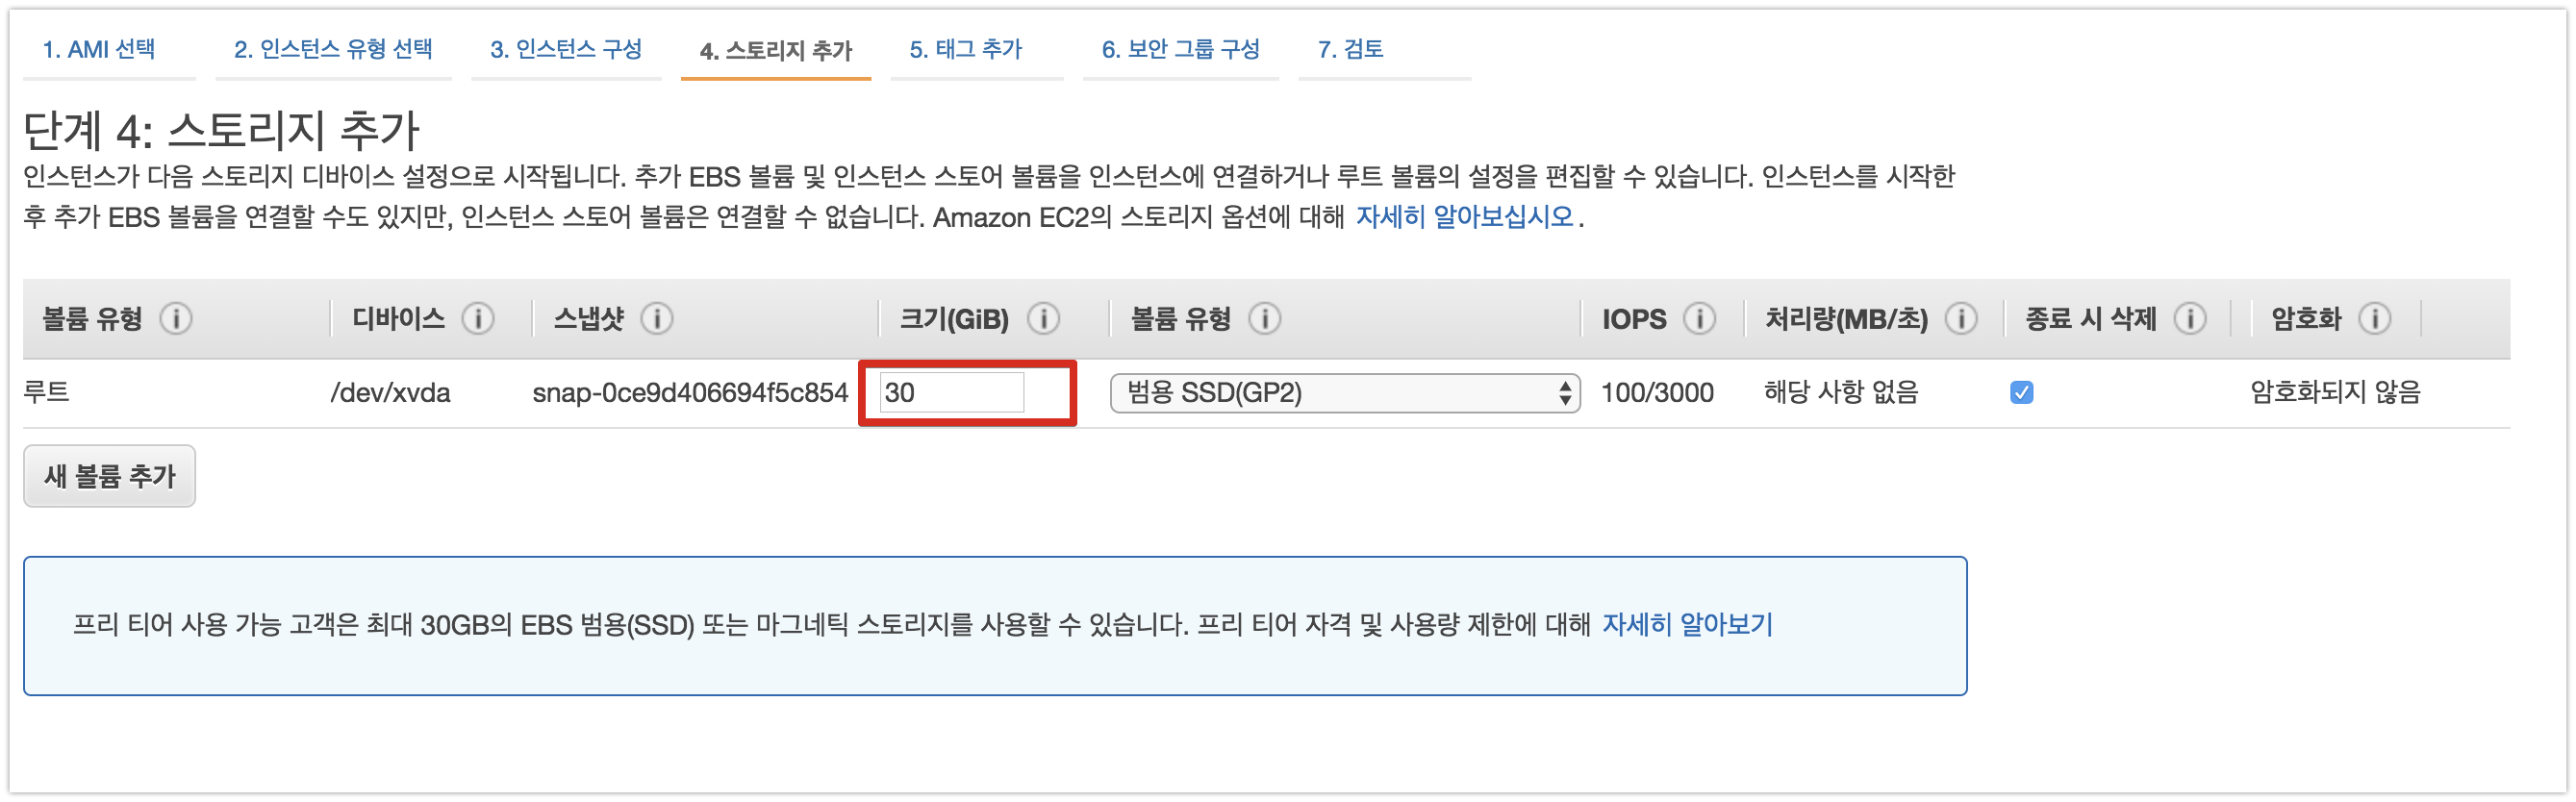 1. AMI 선택 2. 인스턴스 유형 선택 3. 인스턴스 구성 4. 스토리지 추가 5. 태그 추가 6. 보안 그룹 구성 7. 검토
단계 4: 스토리지 추가
인스턴스가 다음 스토리지 디바이스 설정으로 시작됩니다. 추가 EBS 볼륨 및 인스턴스 스토어 볼륨을 인스턴스에 연결하거나 루트 볼륨의 설정을 편집할 수 있습니다. 인스턴스를 시작한
후 추가 EBS 볼륨을 연결할 수도 있지만, 인스턴스 스토어 볼륨은 연결할 수 없습니다. Amazon EC2의 스토리지 옵션에 대해 자세히 알아보십시오.
볼륨 유형 i 디바이스 i 스냅샷 i 크기(GiB) i 볼륨 유형 i IOPS i 처리량(MB/초) i 종료 시 삭제 i 암호화 i
루트 /dev/xvda snap-0ce9d406694f5c854 30 범용 SSD(GP2) 100/3000 해당 사항 없음 암호화되지 않음
새 볼륨 추가
프리 티어 사용 가능 고객은 최대 30GB의 EBS 범용(SSD) 또는 마그네틱 스토리지를 사용할 수 있습니다. 프리 티어 자격 및 사용량 제한에 대해 자세히 알아보기